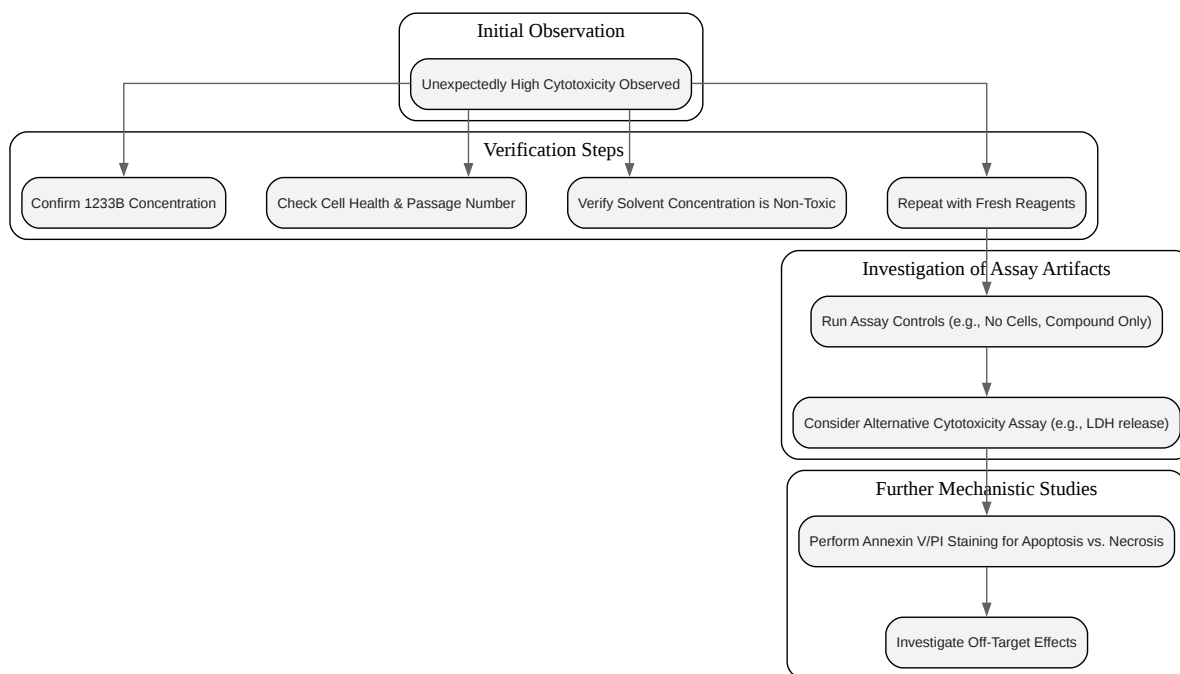 Initial Observation
Unexpectedly High Cytotoxicity Observed
Verification Steps
Confirm 1233B Concentration
Check Cell Health & Passage Number
Verify Solvent Concentration is Non-Toxic
Repeat with Fresh Reagents
Investigation of Assay Artifacts
Run Assay Controls (e.g., No Cells, Compound Only)
Consider Alternative Cytotoxicity Assay (e.g., LDH release)
Further Mechanistic Studies
Perform Annexin V/PI Staining for Apoptosis vs. Necrosis
Investigate Off-Target Effects